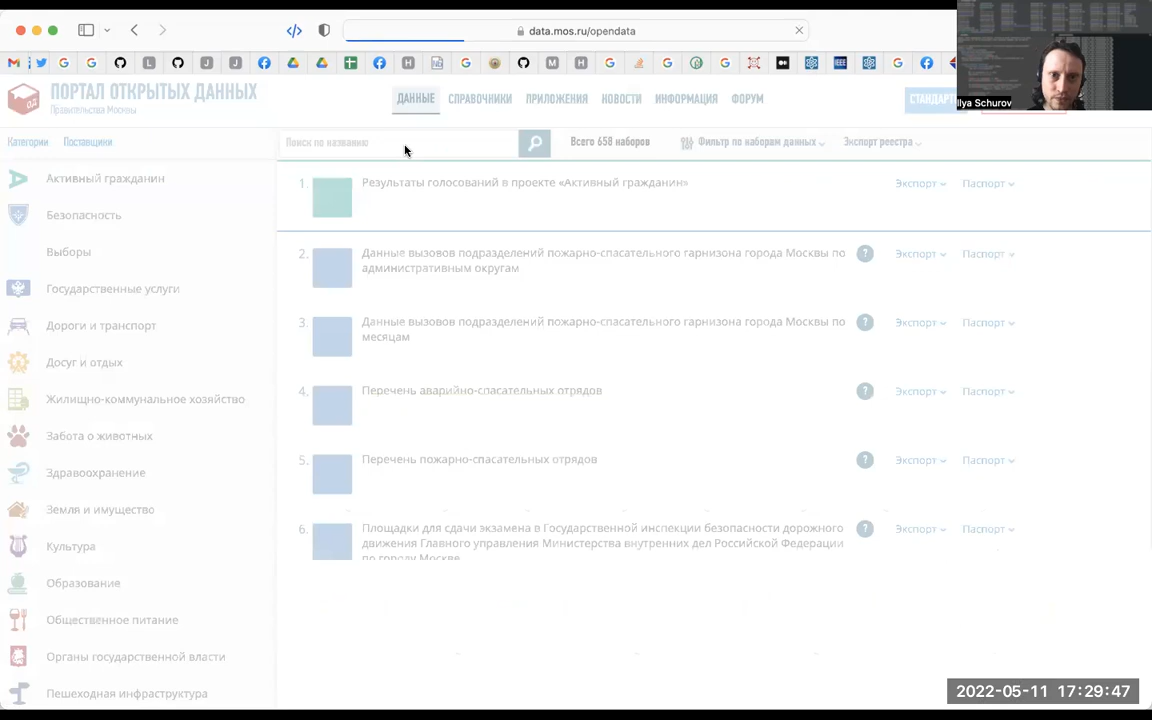 data.mos.ru/opendata
Ilya Schurov
ПОРТАЛ ОТКРЫТЫХ ДАННЫХ
Правительства Москвы
ДАННЫЕ
СПРАВОЧНИКИ
ПРИЛОЖЕНИЯ
НОВОСТИ
ИНФОРМАЦИЯ
ФОРУМ
Категории
Поставщики
Поиск по названию
Всего 658 наборов
Фильтр по наборам данных
Экспорт реестра
Активный гражданин
Безопасность
Выборы
Государственные услуги
Дороги и транспорт
Досуг и отдых
Жилищно-коммунальное хозяйство
Забота о животных
Здравоохранение
Земля и имущество
Культура
Образование
Общественное питание
Органы государственной власти
Пешеходная инфраструктура
1. Результаты голосований в проекте «Активный гражданин»
Экспорт Паспорт
2. Данные вызовов подразделений пожарно-спасательного гарнизона города Москвы по
административным округам
? Экспорт Паспорт
3. Данные вызовов подразделений пожарно-спасательного гарнизона города Москвы по
месяцам
? Экспорт Паспорт
4. Перечень аварийно-спасательных отрядов
? Экспорт Паспорт
5. Перечень пожарно-спасательных отрядов
? Экспорт Паспорт
6. Площадки для сдачи экзамена в Государственной инспекции безопасности дорожного
движения Главного управления Министерства внутренних дел Российской Федерации
по городу Москве
? Экспорт Паспорт
2022-05-11 17:29:47